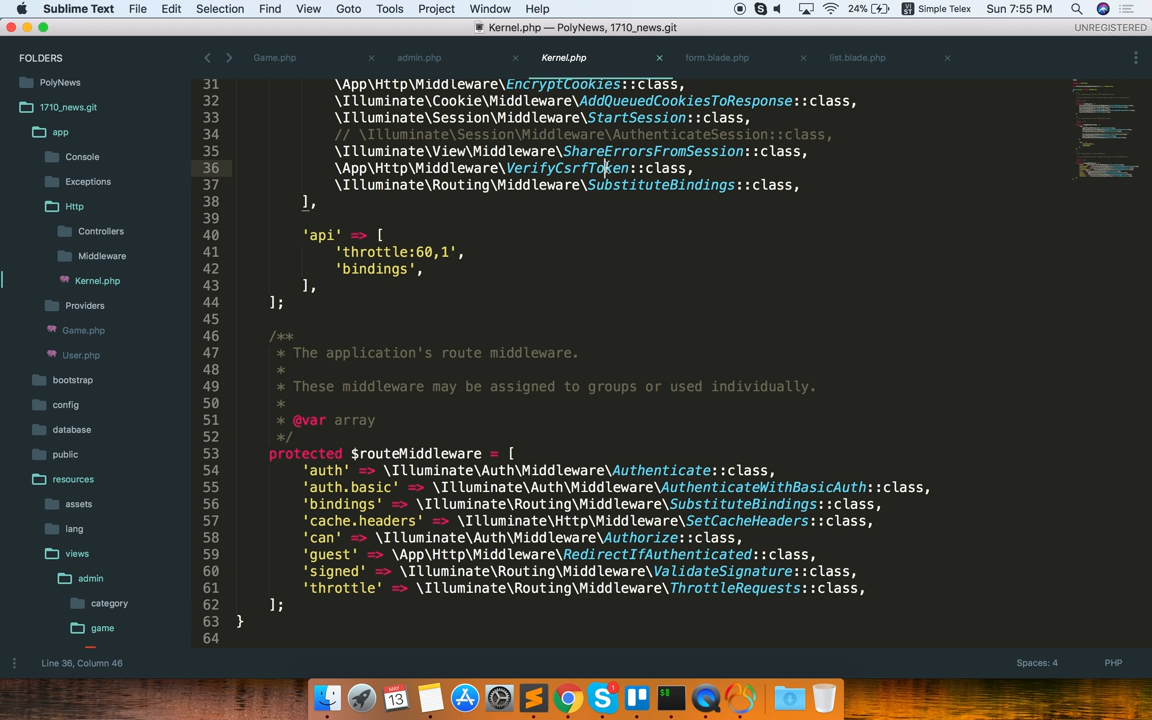 Sublime Text File Edit Selection Find View Goto Tools Project Window Help 24% Simple Telex Sun 7:55 PM
Kernel.php — PolyNews, 1710_news.git UNREGISTERED
FOLDERS
PolyNews
1710_news.git
app
Console
Exceptions
Http
Controllers
Middleware
Kernel.php
Providers
Game.php
User.php
bootstrap
config
database
public
resources
assets
lang
views
admin
category
game
Game.php × admin.php × Kernel.php × form.blade.php × list.blade.php ×
31 \App\Http\Middleware\EncryptCookies::class,
32 \Illuminate\Cookie\Middleware\AddQueuedCookiesToResponse::class,
33 \Illuminate\Session\Middleware\StartSession::class,
34 // \Illuminate\Session\Middleware\AuthenticateSession::class,
35 \Illuminate\View\Middleware\ShareErrorsFromSession::class,
36 \App\Http\Middleware\VerifyCsrfToken::class,
37 \Illuminate\Routing\Middleware\SubstituteBindings::class,
38 ],
39
40 'api' => [
41 'throttle:60,1',
42 'bindings',
43 ],
44 ];
45
46 /**
47 * The application's route middleware.
48 *
49 * These middleware may be assigned to groups or used individually.
50 *
51 * @var array
52 */
53 protected $routeMiddleware = [
54 'auth' => \Illuminate\Auth\Middleware\Authenticate::class,
55 'auth.basic' => \Illuminate\Auth\Middleware\AuthenticateWithBasicAuth::class,
56 'bindings' => \Illuminate\Routing\Middleware\SubstituteBindings::class,
57 'cache.headers' => \Illuminate\Http\Middleware\SetCacheHeaders::class,
58 'can' => \Illuminate\Auth\Middleware\Authorize::class,
59 'guest' => \App\Http\Middleware\RedirectIfAuthenticated::class,
60 'signed' => \Illuminate\Routing\Middleware\ValidateSignature::class,
61 'throttle' => \Illuminate\Routing\Middleware\ThrottleRequests::class,
62 ];
63 }
64
Line 36, Column 46 Spaces: 4 PHP
MAY
13
1